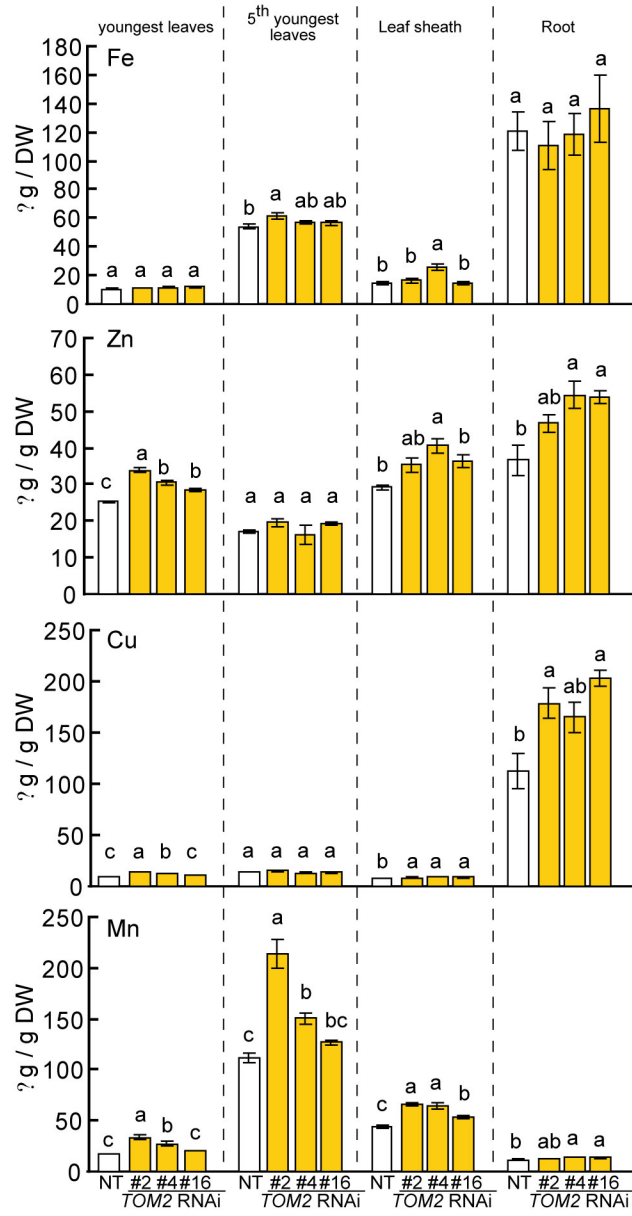 youngest leaves
5th youngest
leaves
Leaf sheath
Root
Fe
? g / DW
180
160
140
120
100
80
60
40
20
0
a a a a
b a ab ab
b b a b
a a a a
Zn
? g / g DW
70
60
50
40
30
20
10
0
c a b b
a a a a
b ab a b
b ab a a
Cu
? g / g DW
250
200
150
100
50
0
c a b c
a a a a
b a a a
b a ab a
Mn
? g / g DW
250
200
150
100
50
0
c a b c
c a b bc
c a a b
b ab a a
NT #2 #4 #16 NT #2 #4 #16 NT #2 #4 #16 NT #2 #4 #16
TOM2 RNAi TOM2 RNAi TOM2 RNAi TOM2 RNAi